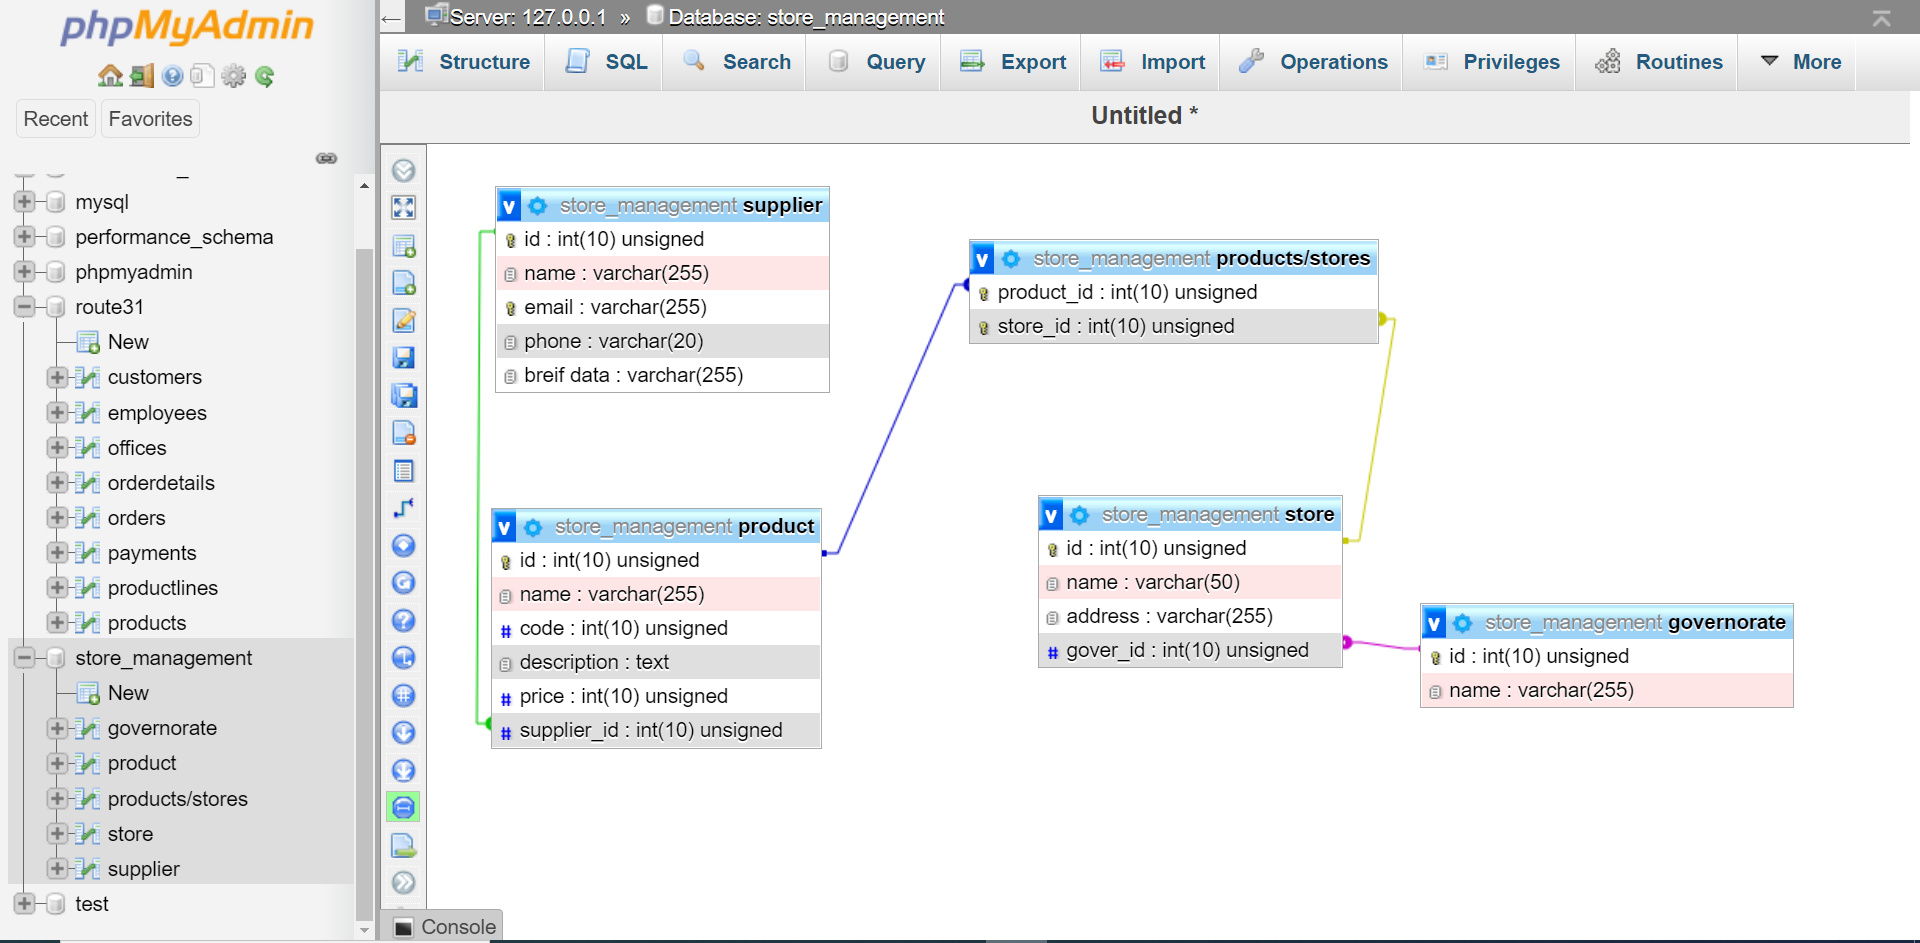 phpMyAdmin
Recent
Favorites
_
mysql
performance_schema
phpmyadmin
route31
New
customers
employees
offices
orderdetails
orders
payments
productlines
products
store_management
New
governorate
product
products/stores
store
supplier
test
Server: 127.0.0.1 » Database: store_management
Structure SQL Search Query Export Import Operations Privileges Routines More
Untitled *
v store_management supplier
id : int(10) unsigned
name : varchar(255)
email : varchar(255)
phone : varchar(20)
breif data : varchar(255)
v store_management products/stores
product_id : int(10) unsigned
store_id : int(10) unsigned
v store_management product
id : int(10) unsigned
name : varchar(255)
# code : int(10) unsigned
description : text
# price : int(10) unsigned
# supplier_id : int(10) unsigned
v store_management store
id : int(10) unsigned
name : varchar(50)
address : varchar(255)
# gover_id : int(10) unsigned
v store_management governorate
id : int(10) unsigned
name : varchar(255)
Console